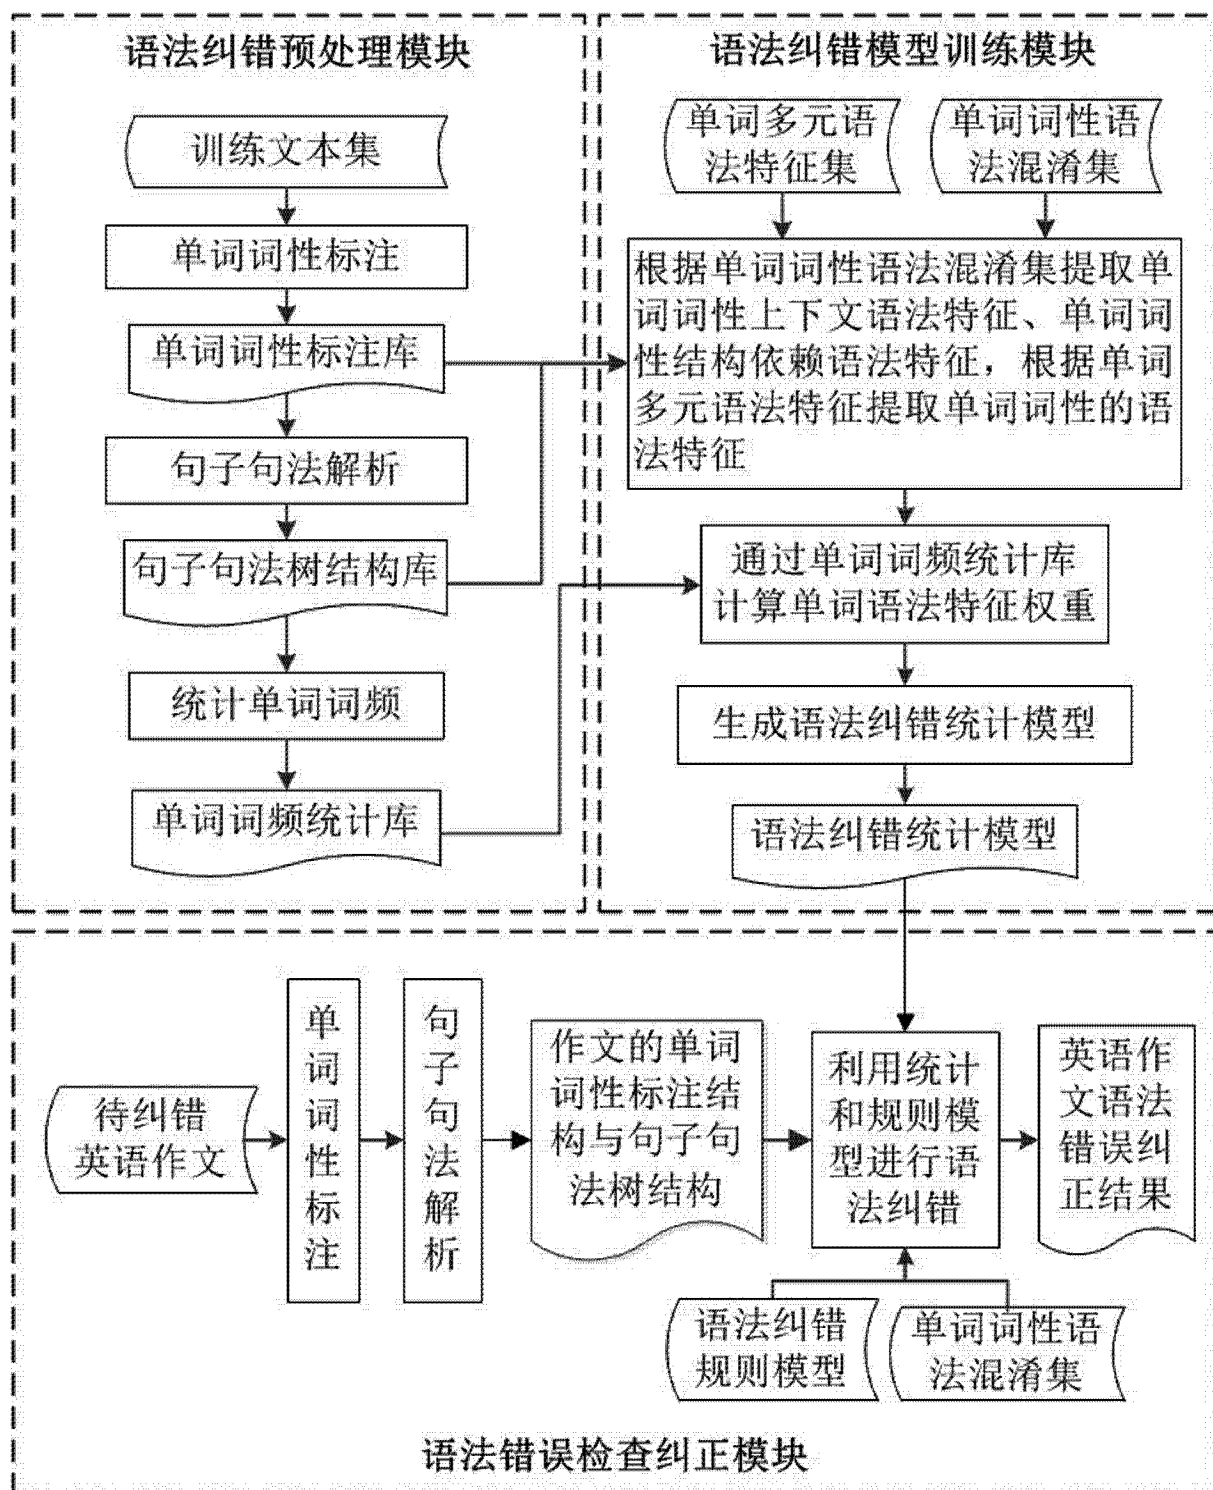 语法纠错预处理模块
训练文本集
单词词性标注
单词词性标注库
句子句法解析
句子句法树结构库
统计单词词频
单词词频统计库
语法纠错模型训练模块
单词多元语
法特征集
单词词性语
法混淆集
根据单词词性语法混淆集提取单
词词性上下文语法特征、单词词
性结构依赖语法特征，根据单词
多元语法特征提取单词词性的语
法特征
通过单词词频统计库
计算单词语法特征权重
生成语法纠错统计模型
语法纠错统计模型
待纠错
英语作文
单词词性标注
句子句法解析
作文的单词
词性标注结
构与句子句
法树结构
利用统计
和规则模
型进行语
法纠错
英语作
文语法
错误纠
正结果
语法纠错
规则模型
单词词性语
法混淆集
语法错误检查纠正模块